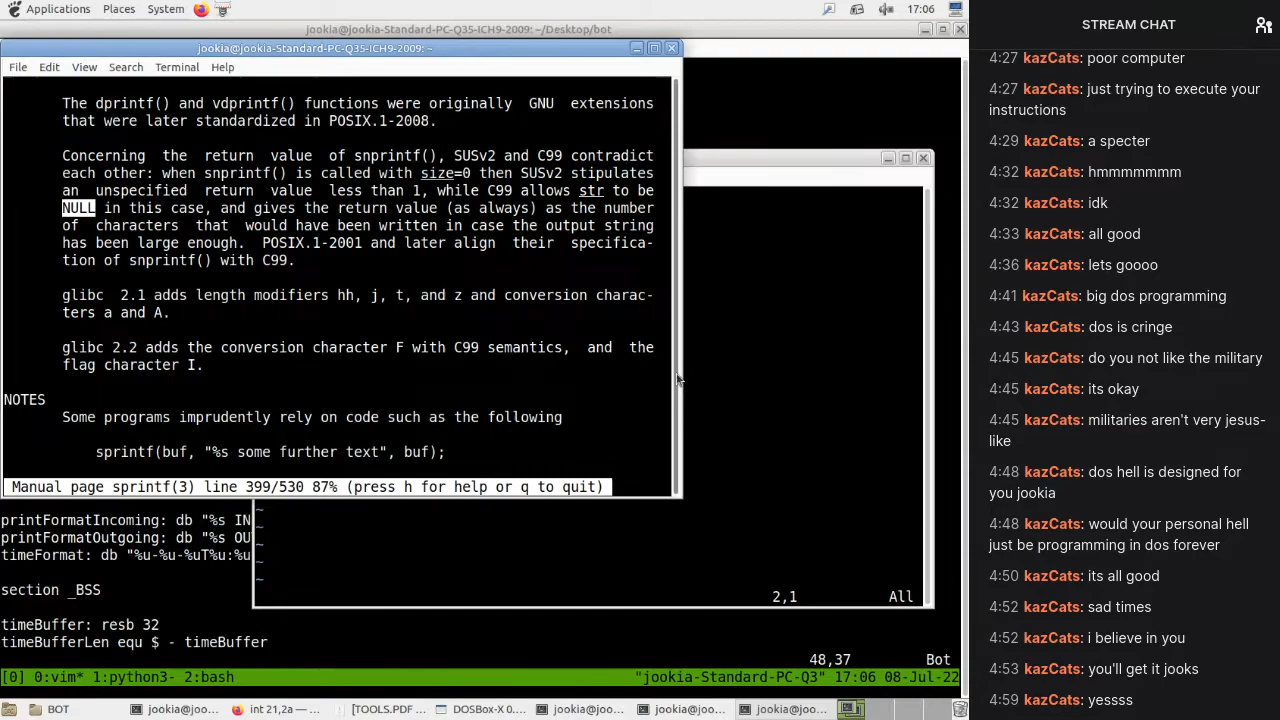 Applications Places System 17:06
jookia@jookia-Standard-PC-Q35-ICH9-2009: ~/Desktop/bot
jookia@jookia-Standard-PC-Q35-ICH9-2009: ~
File Edit View Search Terminal Help
The dprintf() and vdprintf() functions were originally GNU extensions
that were later standardized in POSIX.1-2008.
Concerning the return value of snprintf(), SUSv2 and C99 contradict
each other: when snprintf() is called with size=0 then SUSv2 stipulates
an unspecified return value less than 1, while C99 allows str to be
NULL in this case, and gives the return value (as always) as the number
of characters that would have been written in case the output string
has been large enough. POSIX.1-2001 and later align their specifica-
tion of snprintf() with C99.
glibc 2.1 adds length modifiers hh, j, t, and z and conversion charac-
ters a and A.
glibc 2.2 adds the conversion character F with C99 semantics, and the
flag character I.
NOTES
Some programs imprudently rely on code such as the following
sprintf(buf, "%s some further text", buf);
Manual page sprintf(3) line 399/530 87% (press h for help or q to quit)
printFormatIncoming: db "%s IN
printFormatOutgoing: db "%s OU
timeFormat: db "%u-%u-%uT%u:%u
section _BSS
timeBuffer: resb 32
timeBufferLen equ $ - timeBuffer
~
~
~
~
~
2,1 All
48,37 Bot
[0] 0:vim* 1:python3- 2:bash "jookia-Standard-PC-Q3" 17:06 08-Jul-22
BOT jookia@joo... int 21,2a — ... [TOOLS.PDF ... DOSBox-X 0.... jookia@joo... jookia@joo... jookia@joo...
STREAM CHAT
4:27 kazCats: poor computer
4:27 kazCats: just trying to execute your
instructions
4:29 kazCats: a specter
4:32 kazCats: hmmmmmmm
4:32 kazCats: idk
4:33 kazCats: all good
4:36 kazCats: lets goooo
4:41 kazCats: big dos programming
4:43 kazCats: dos is cringe
4:45 kazCats: do you not like the military
4:45 kazCats: its okay
4:45 kazCats: militaries aren't very jesus-
like
4:48 kazCats: dos hell is designed for
you jookia
4:48 kazCats: would your personal hell
just be programming in dos forever
4:50 kazCats: its all good
4:52 kazCats: sad times
4:52 kazCats: i believe in you
4:53 kazCats: you'll get it jooks
4:59 kazCats: yessss